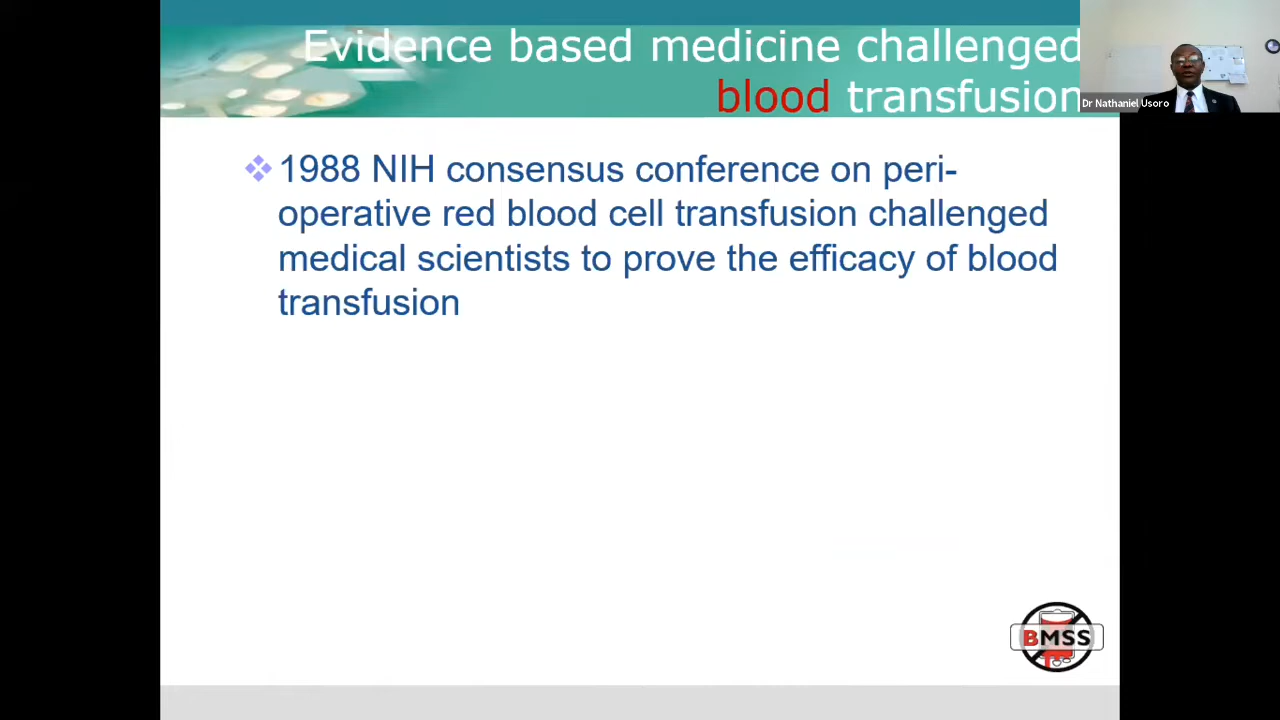 Evidence based medicine challenged
blood transfusion
Dr Nathaniel Usoro
❖ 1988 NIH consensus conference on peri-
operative red blood cell transfusion challenged
medical scientists to prove the efficacy of blood
transfusion
BMSS